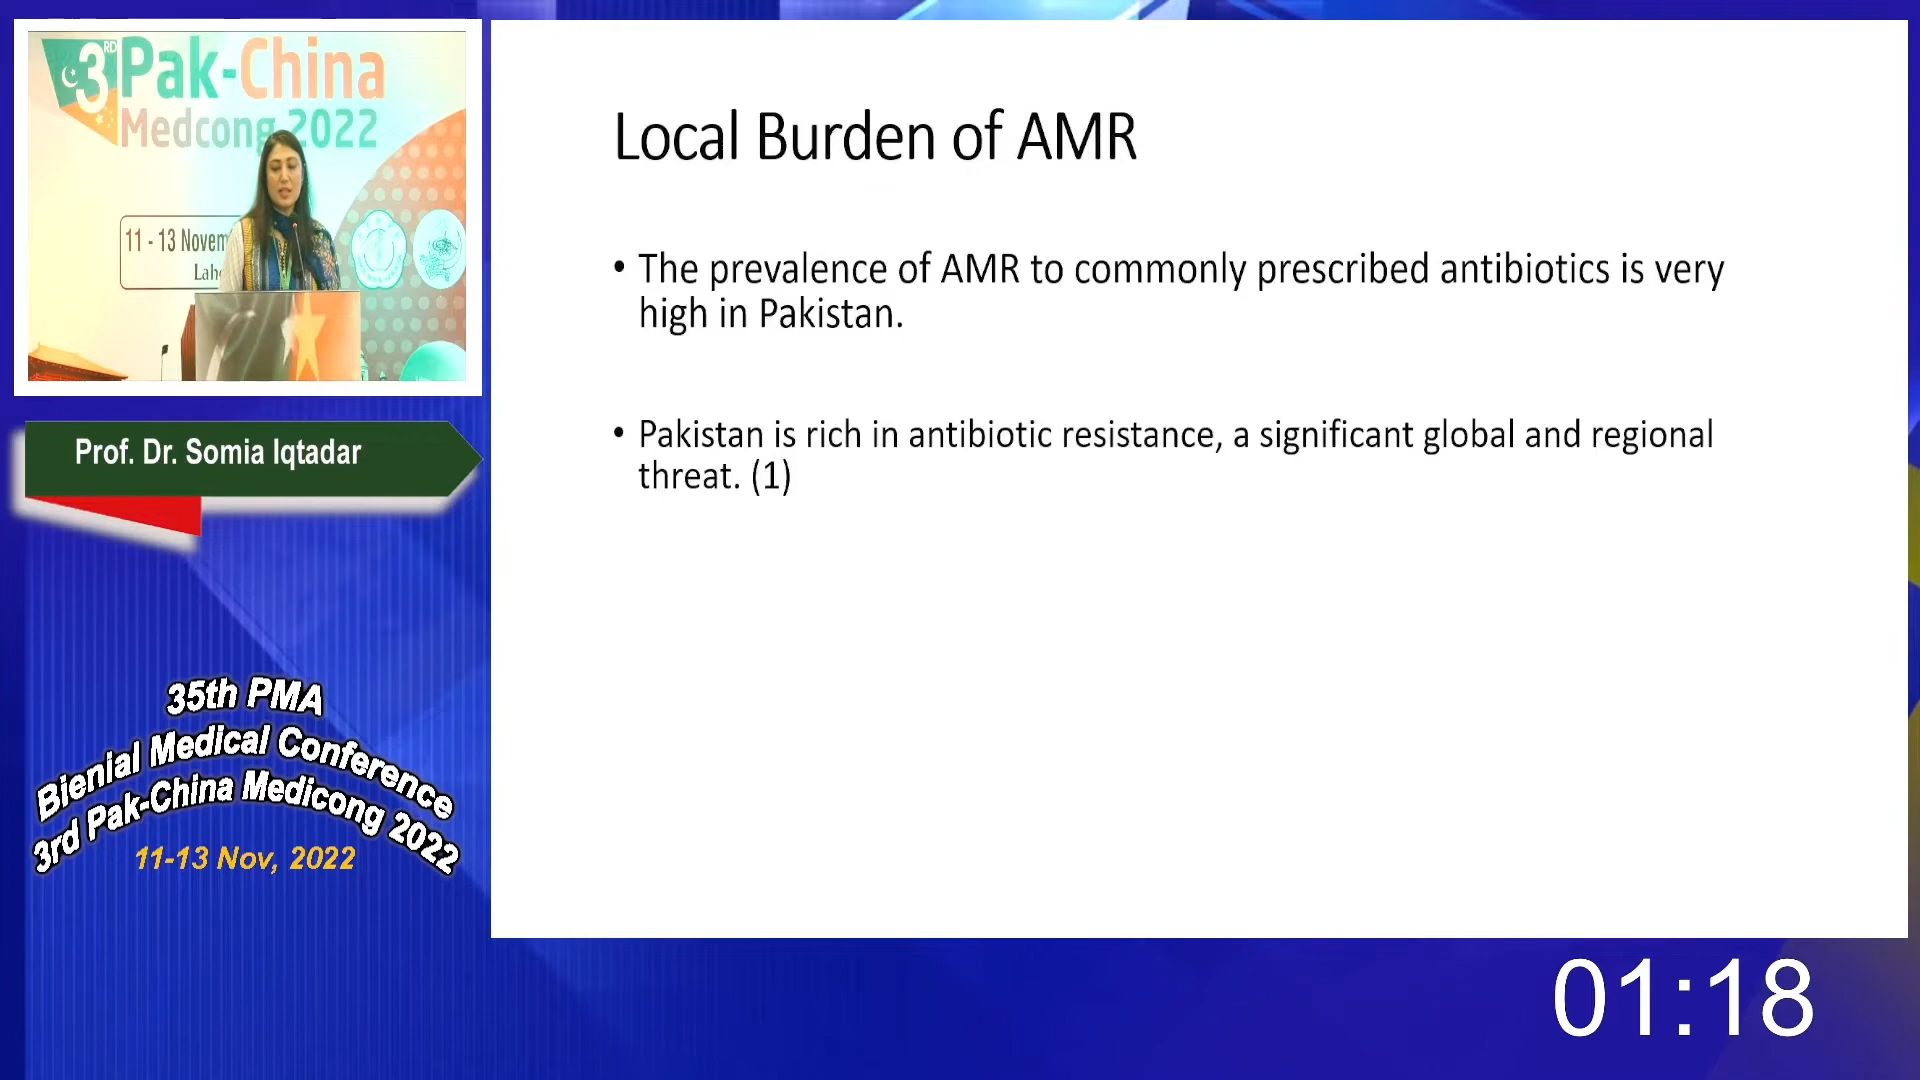 3RD Pak-China
Medcong 2022
11 - 13 Novem
Laho
Prof. Dr. Somia Iqtadar
35th PMA
Bienial Medical Conference
3rd Pak-China Medicong 2022
11-13 Nov, 2022
Local Burden of AMR
• The prevalence of AMR to commonly prescribed antibiotics is very
high in Pakistan.
• Pakistan is rich in antibiotic resistance, a significant global and regional
threat. (1)
01:18